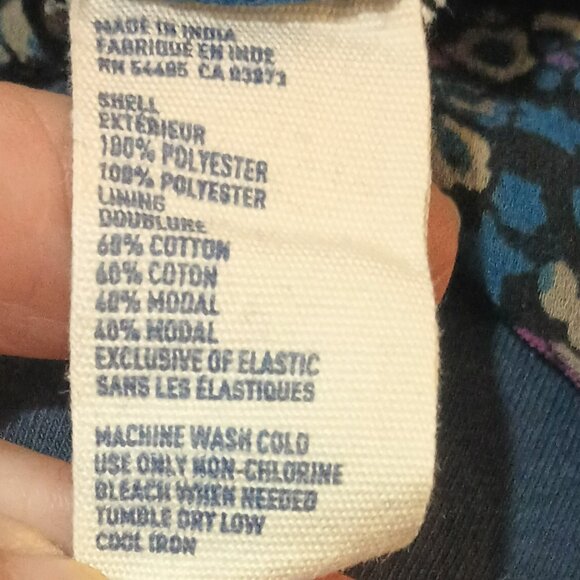 MADE IN INDIA
FABRIQUÉ EN INDE
RN 54485 CA 03973
SHELL
EXTÉRIEUR
100% POLYESTER
100% POLYESTER
LINING
DOUBLURE
60% COTTON
60% COTON
40% MODAL
40% MODAL
EXCLUSIVE OF ELASTIC
SANS LES ÉLASTIQUES
MACHINE WASH COLD
USE ONLY NON-CHLORINE
BLEACH WHEN NEEDED
TUMBLE DRY LOW
COOL IRON